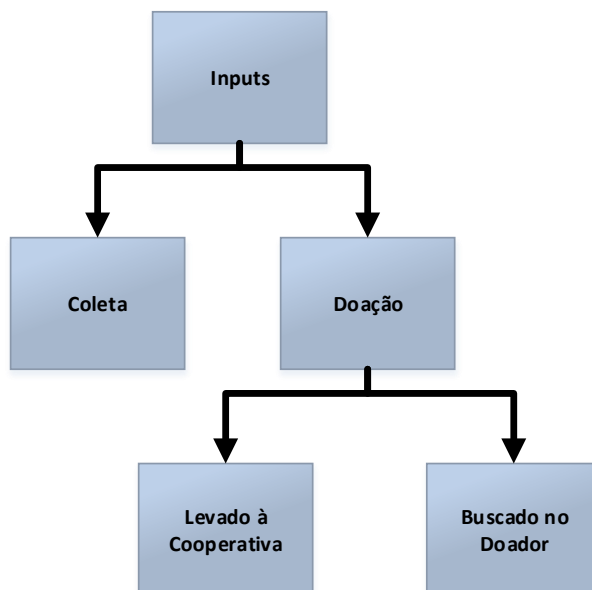 Inputs
Coleta
Doação
Levado à
Cooperativa
Buscado no
Doador